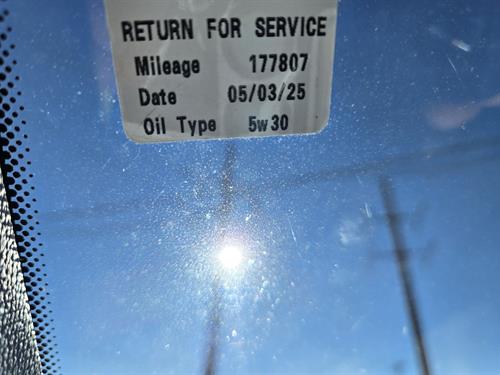 RETURN FOR SERVICE
Mileage 177807
Date 05/03/25
Oil Type 5w30